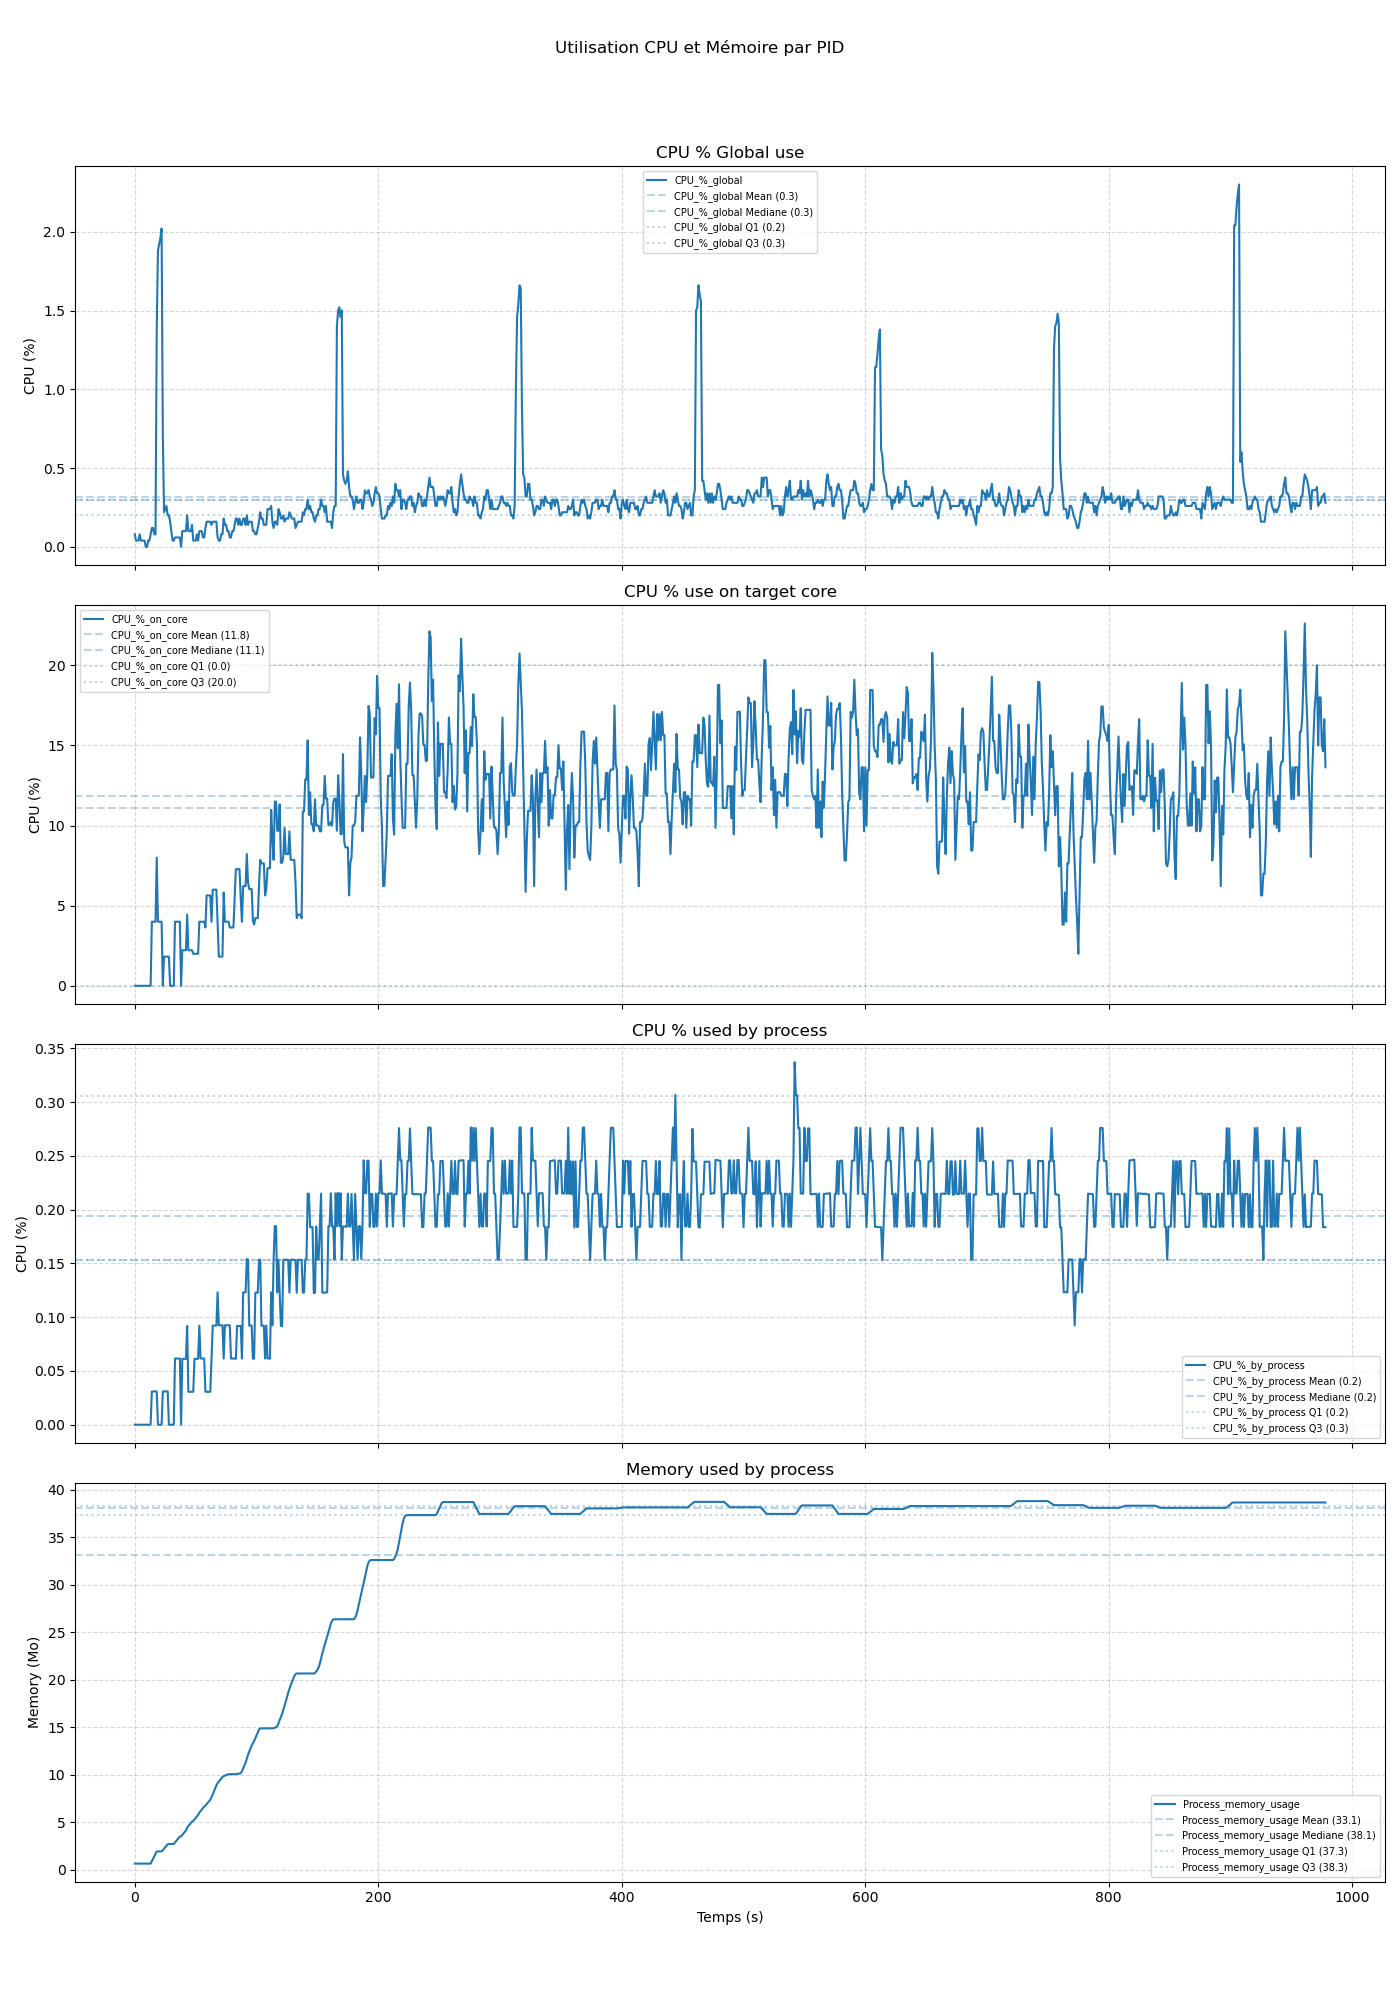 Utilisation CPU et Mémoire par PID
CPU % Global use
CPU_%_global
CPU_%_global Mean (0.3)
CPU_%_global Mediane (0.3)
CPU_%_global Q1 (0.2)
CPU_%_global Q3 (0.3)
2.0
1.5
1.0
0.5
0.0
CPU (%)
CPU % use on target core
CPU_%_on_core
CPU_%_on_core Mean (11.8)
CPU_%_on_core Mediane (11.1)
CPU_%_on_core Q1 (0.0)
CPU_%_on_core Q3 (20.0)
20
15
10
5
0
CPU (%)
CPU % used by process
0.35
0.30
0.25
0.20
0.15
0.10
0.05
0.00
CPU (%)
CPU_%_by_process
CPU_%_by_process Mean (0.2)
CPU_%_by_process Mediane (0.2)
CPU_%_by_process Q1 (0.2)
CPU_%_by_process Q3 (0.3)
Memory used by process
40
35
30
25
20
15
10
5
0
Memory (Mo)
Process_memory_usage
Process_memory_usage Mean (33.1)
Process_memory_usage Mediane (38.1)
Process_memory_usage Q1 (37.3)
Process_memory_usage Q3 (38.3)
0 200 400 600 800 1000
Temps (s)